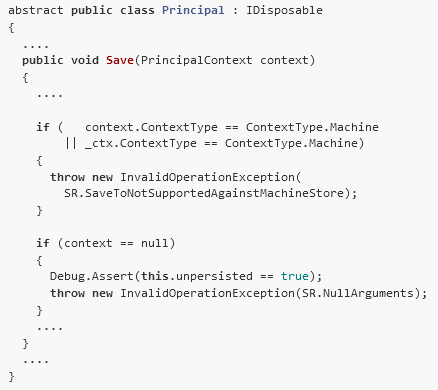 abstract public class Principal : IDisposable
{
  ....
  public void Save(PrincipalContext context)
  {
    ....

    if (   context.ContextType == ContextType.Machine
        || _ctx.ContextType == ContextType.Machine)
    {
      throw new InvalidOperationException(
        SR.SaveToNotSupportedAgainstMachineStore);
    }

    if (context == null)
    {
      Debug.Assert(this.unpersisted == true);
      throw new InvalidOperationException(SR.NullArguments);
    }
    ....
  }
  ....
}